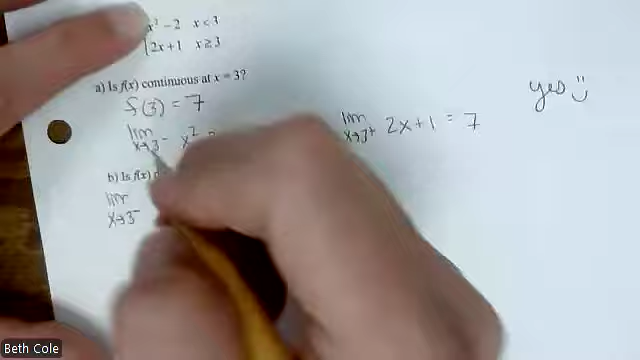 x² - 2 x < 3
2x + 1 x ≥ 3
a) Is f(x) continuous at x = 3?
f(3) = 7
yes
lim x→3⁻ x²
lim x→3⁺ 2x+1 = 7
b) Is f(x)
lim x→3⁻
Beth Cole